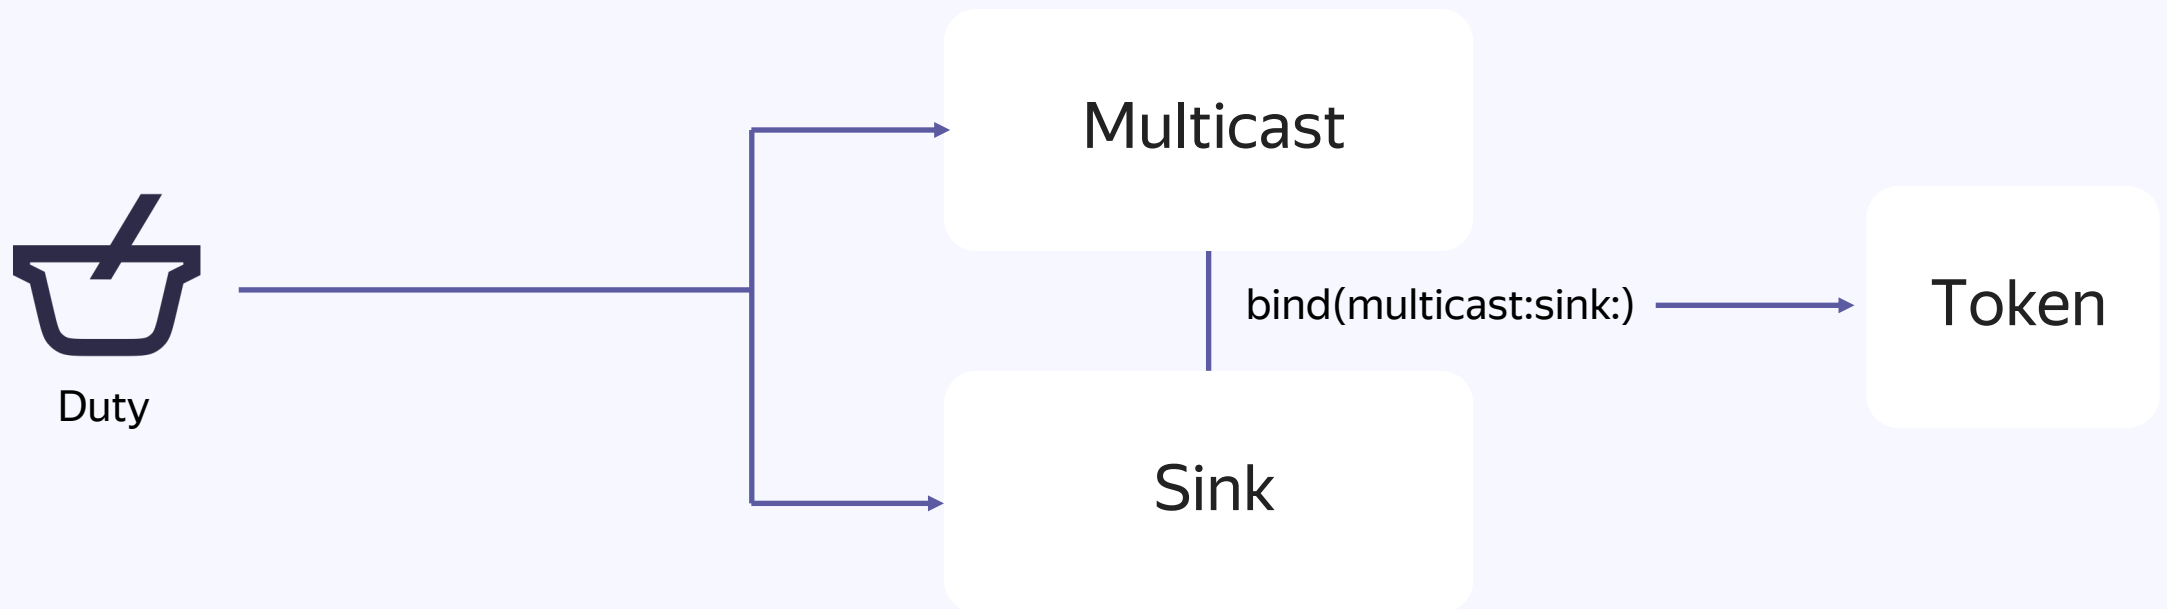 Multicast
bind(multicast:sink:)
Token
Duty
Sink